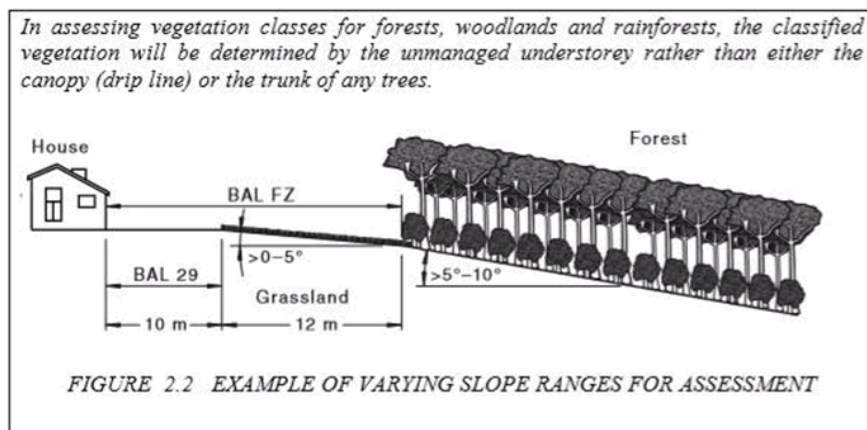 In assessing vegetation classes for forests, woodlands and rainforests, the classified
vegetation will be determined by the unmanaged understorey rather than either the
canopy (drip line) or the trunk of any trees.
House
Forest
BAL FZ
>0–5°
BAL 29
>5°–10°
Grassland
10 m
12 m
FIGURE 2.2 EXAMPLE OF VARYING SLOPE RANGES FOR ASSESSMENT